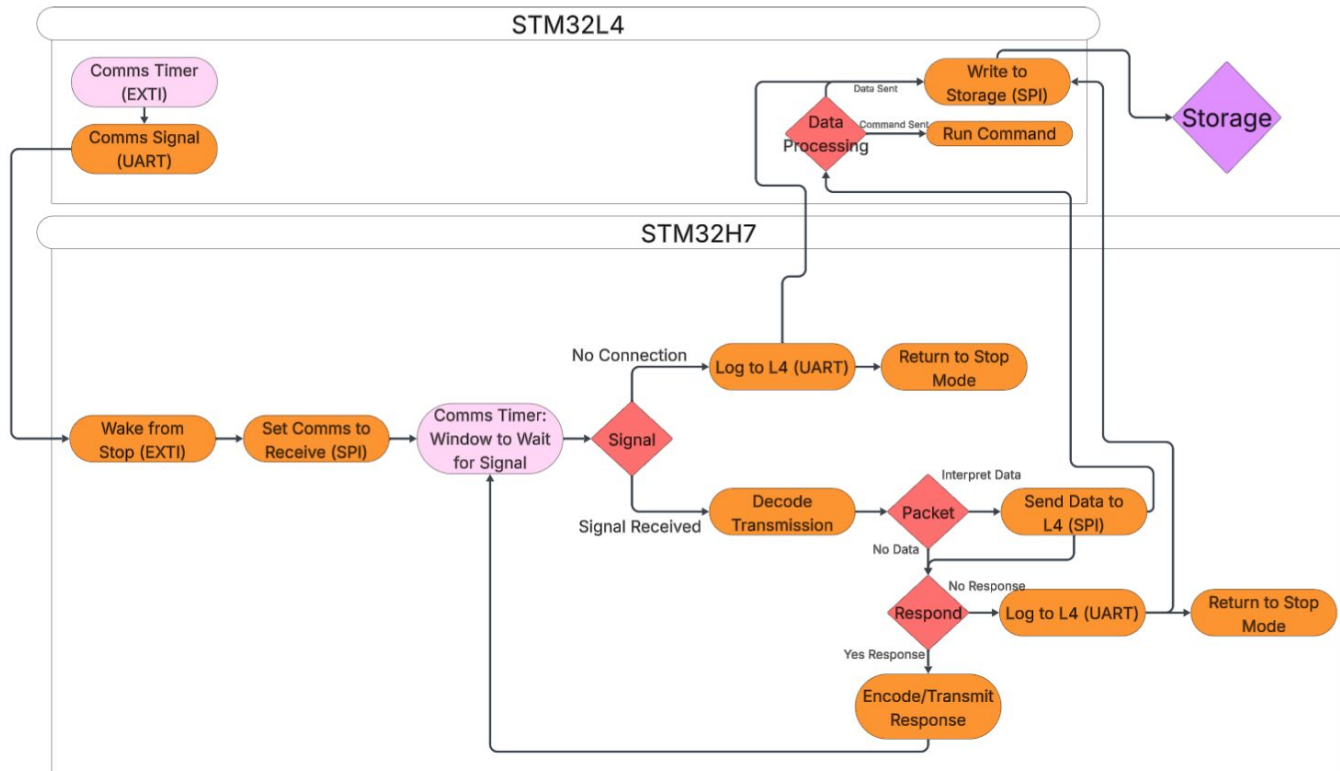 STM32L4
Comms Timer
(EXTI)
Comms Signal
(UART)
Write to
Storage (SPI)
Data Sent
Data
Processing
Command Sent
Run Command
Storage
STM32H7
No Connection
Log to L4 (UART)
Return to Stop
Mode
Wake from
Stop (EXTI)
Set Comms to
Receive (SPI)
Comms Timer:
Window to Wait
for Signal
Signal
Signal Received
Decode
Transmission
Packet
Interpret Data
Send Data to
L4 (SPI)
No Data
Respond
No Response
Log to L4 (UART)
Return to Stop
Mode
Yes Response
Encode/Transmit
Response